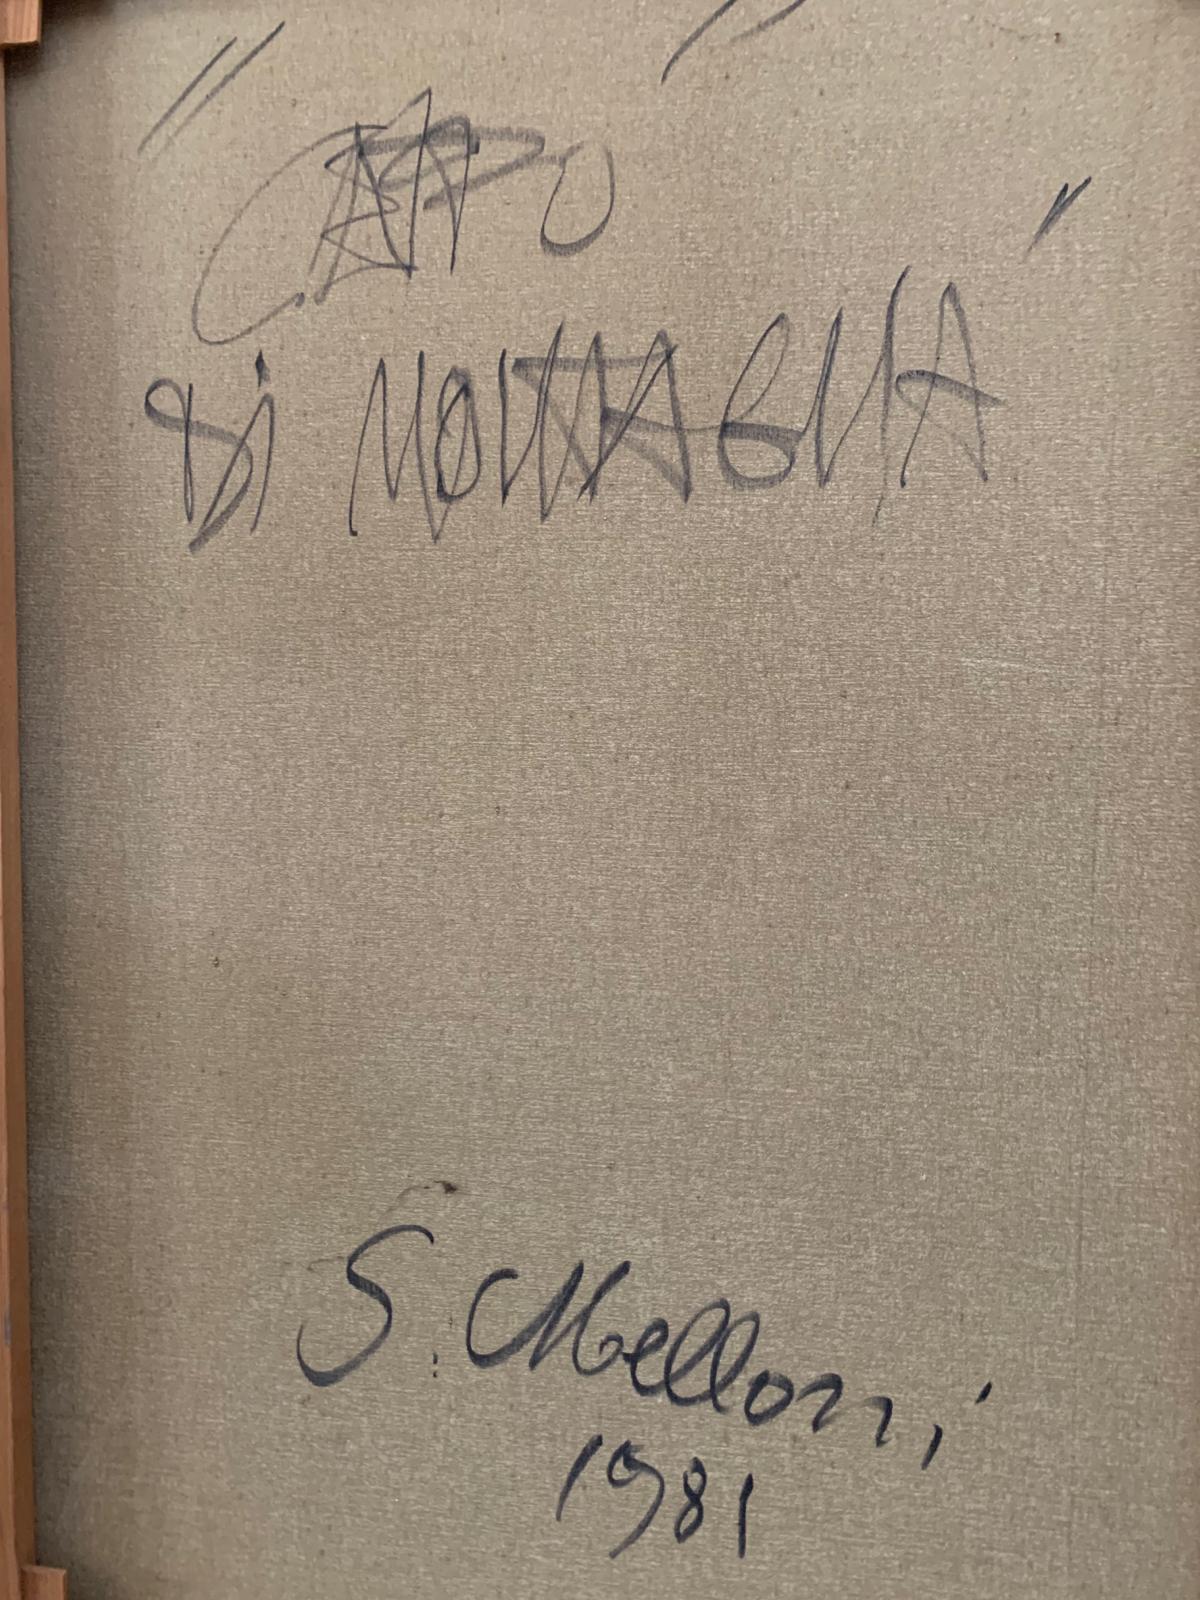 "
DI MONTAGNA"
S. Melloni
1981